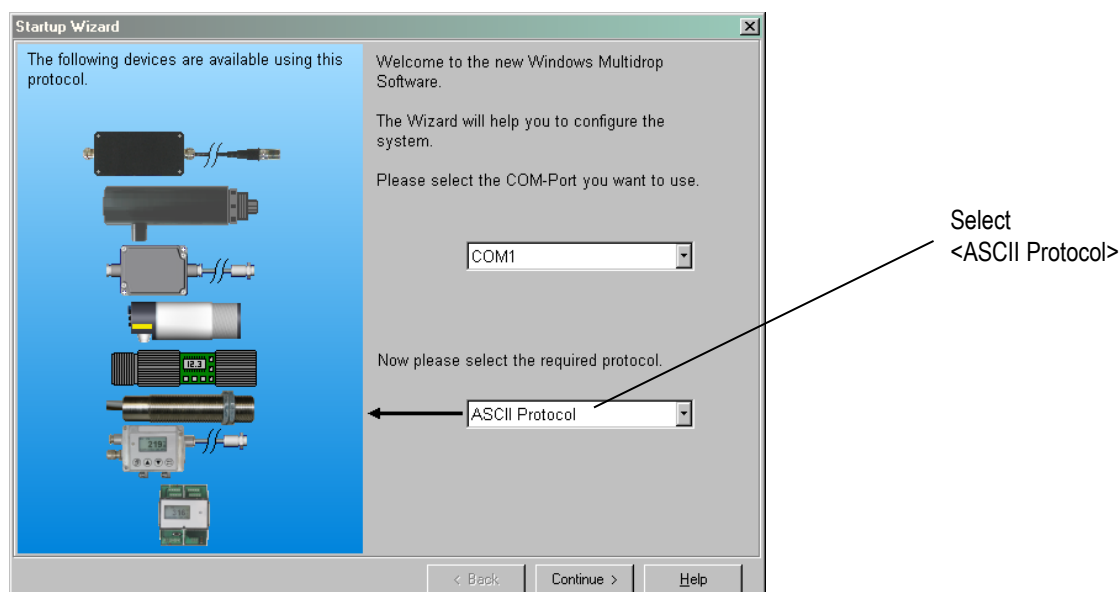 Startup Wizard
The following devices are available using this
protocol.
Welcome to the new Windows Multidrop
Software.
The Wizard will help you to configure the
system.
Please select the COM-Port you want to use.
COM1
Now please select the required protocol.
ASCII Protocol
12.3
< Back
Continue >
Help
Select
<ASCII Protocol>